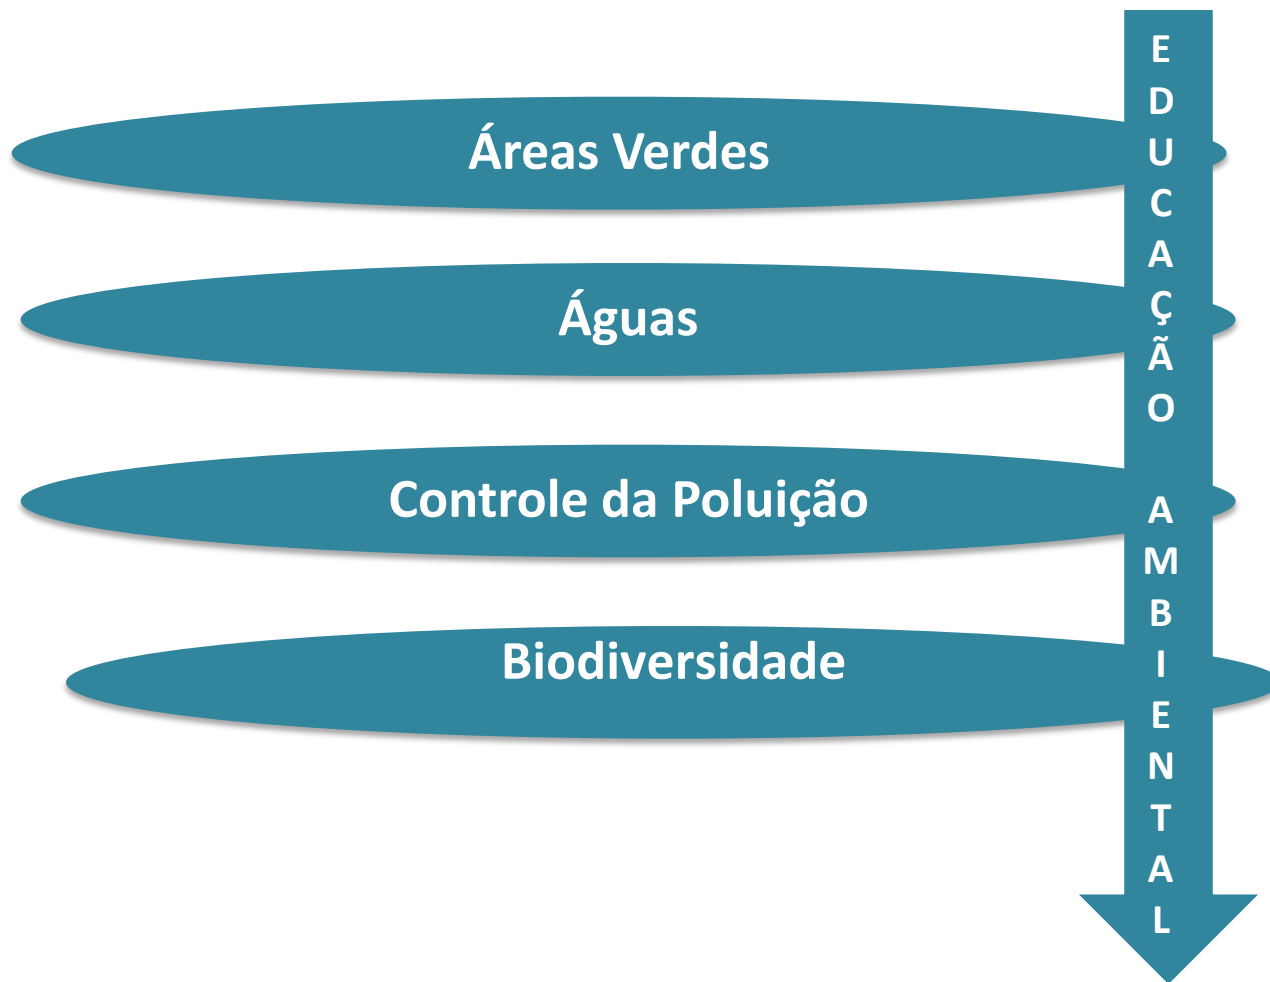 Áreas Verdes
Águas
Controle da Poluição
Biodiversidade
EDUCAÇÃO AMBIENTAL